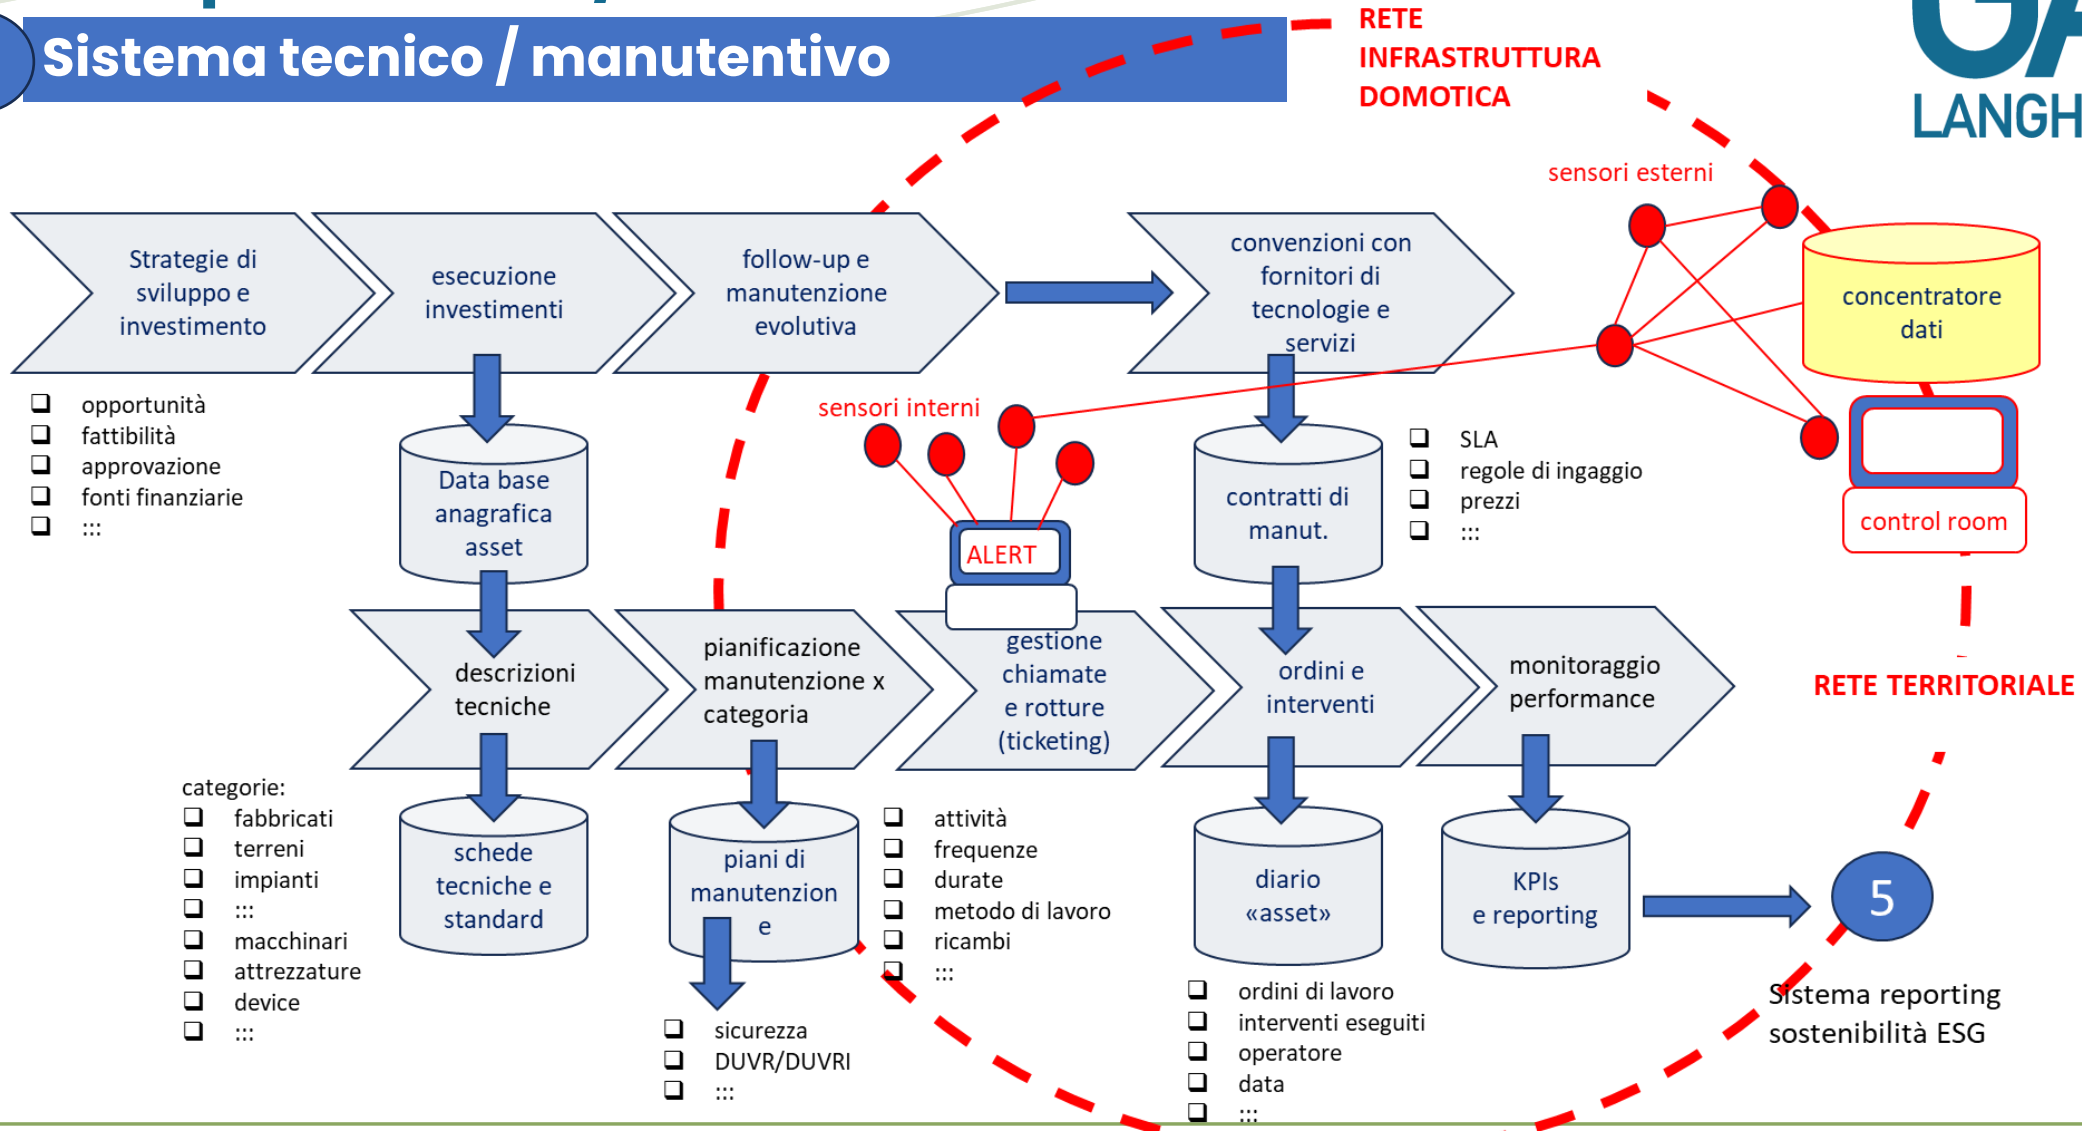 Sistema tecnico / manutentivo
RETE
INFRASTRUTTURA
DOMOTICA
LANGH
sensori esterni
Strategie di
sviluppo e
investimento
esecuzione
investimenti
follow-up e
manutenzione
evolutiva
convenzioni con
fornitori di
tecnologie e
servizi
concentratore
dati
opportunità
fattibilità
approvazione
fonti finanziarie
:::
Data base
anagrafica
asset
sensori interni
ALERT
contratti di
manut.
SLA
regole di ingaggio
prezzi
:::
control room
descrizioni
tecniche
pianificazione
manutenzione x
categoria
gestione
chiamate
e rotture
(ticketing)
ordini e
interventi
monitoraggio
performance
RETE TERRITORIALE
categorie:
fabbricati
terreni
impianti
:::
macchinari
attrezzature
device
:::
schede
tecniche e
standard
piani di
manutenzion
e
attività
frequenze
durate
metodo di lavoro
ricambi
:::
diario
«asset»
KPIs
e reporting
5
sicurezza
DUVR/DUVRI
:::
ordini di lavoro
interventi eseguiti
operatore
data
:::
Sistema reporting
sostenibilità ESG